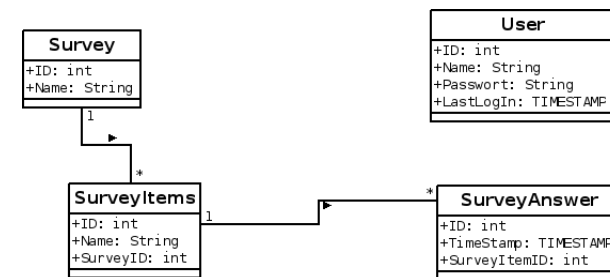 Survey
+ID: int
+Name: String
1
*
User
+ID: int
+Name: String
+Passwort: String
+LastLogIn: TIMESTAMP
SurveyItems
+ID: int
+Name: String
+SurveyID: int
1
*
SurveyAnswer
+ID: int
+TimeStamp: TIMESTAMP
+SurveyItemID: int